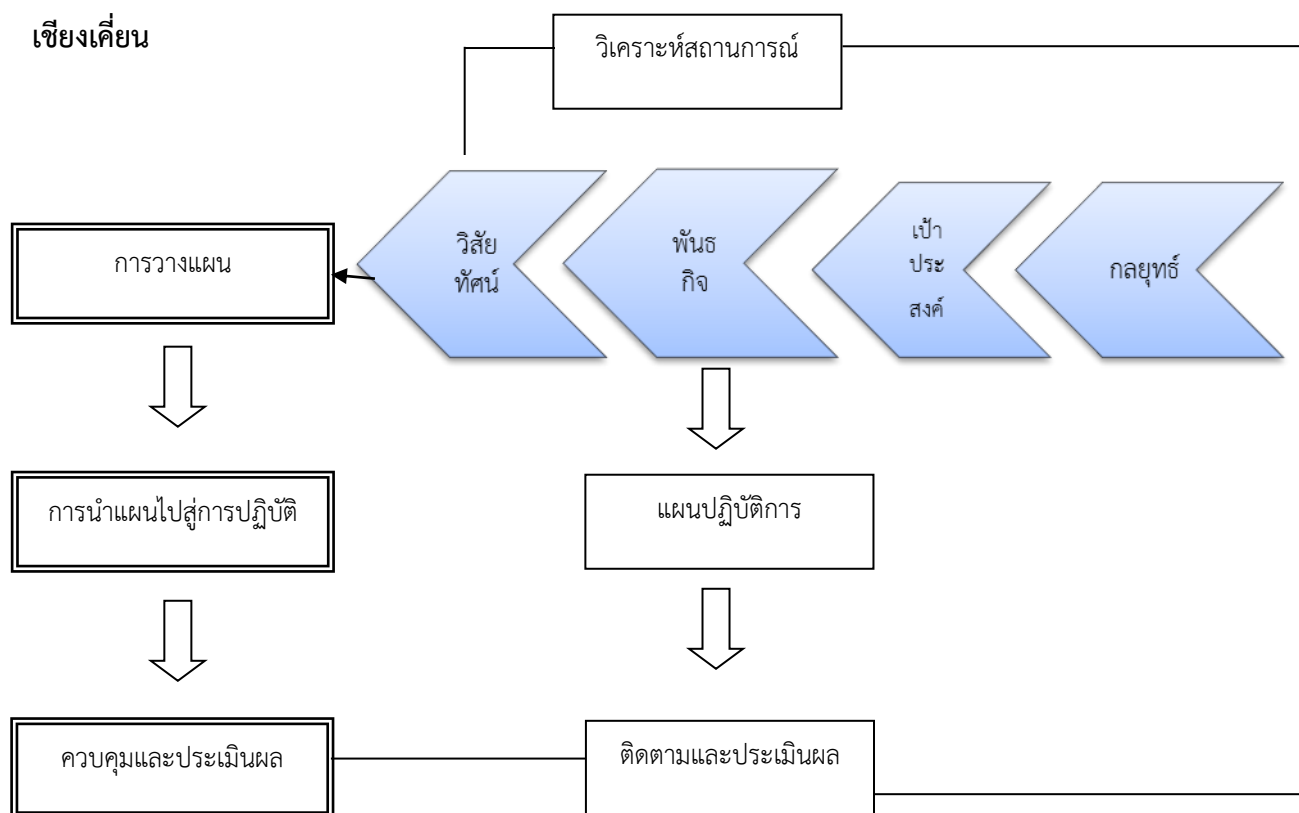 เชียงเคี่ยน
วิเคราะห์สถานการณ์
การวางแผน
วิสัย
ทัศน์
พันธ
กิจ
เป้า
ประ
สงค์
กลยุทธ์
การนำแผนไปสู่การปฏิบัติ
แผนปฏิบัติการ
ควบคุมและประเมินผล
ติดตามและประเมินผล